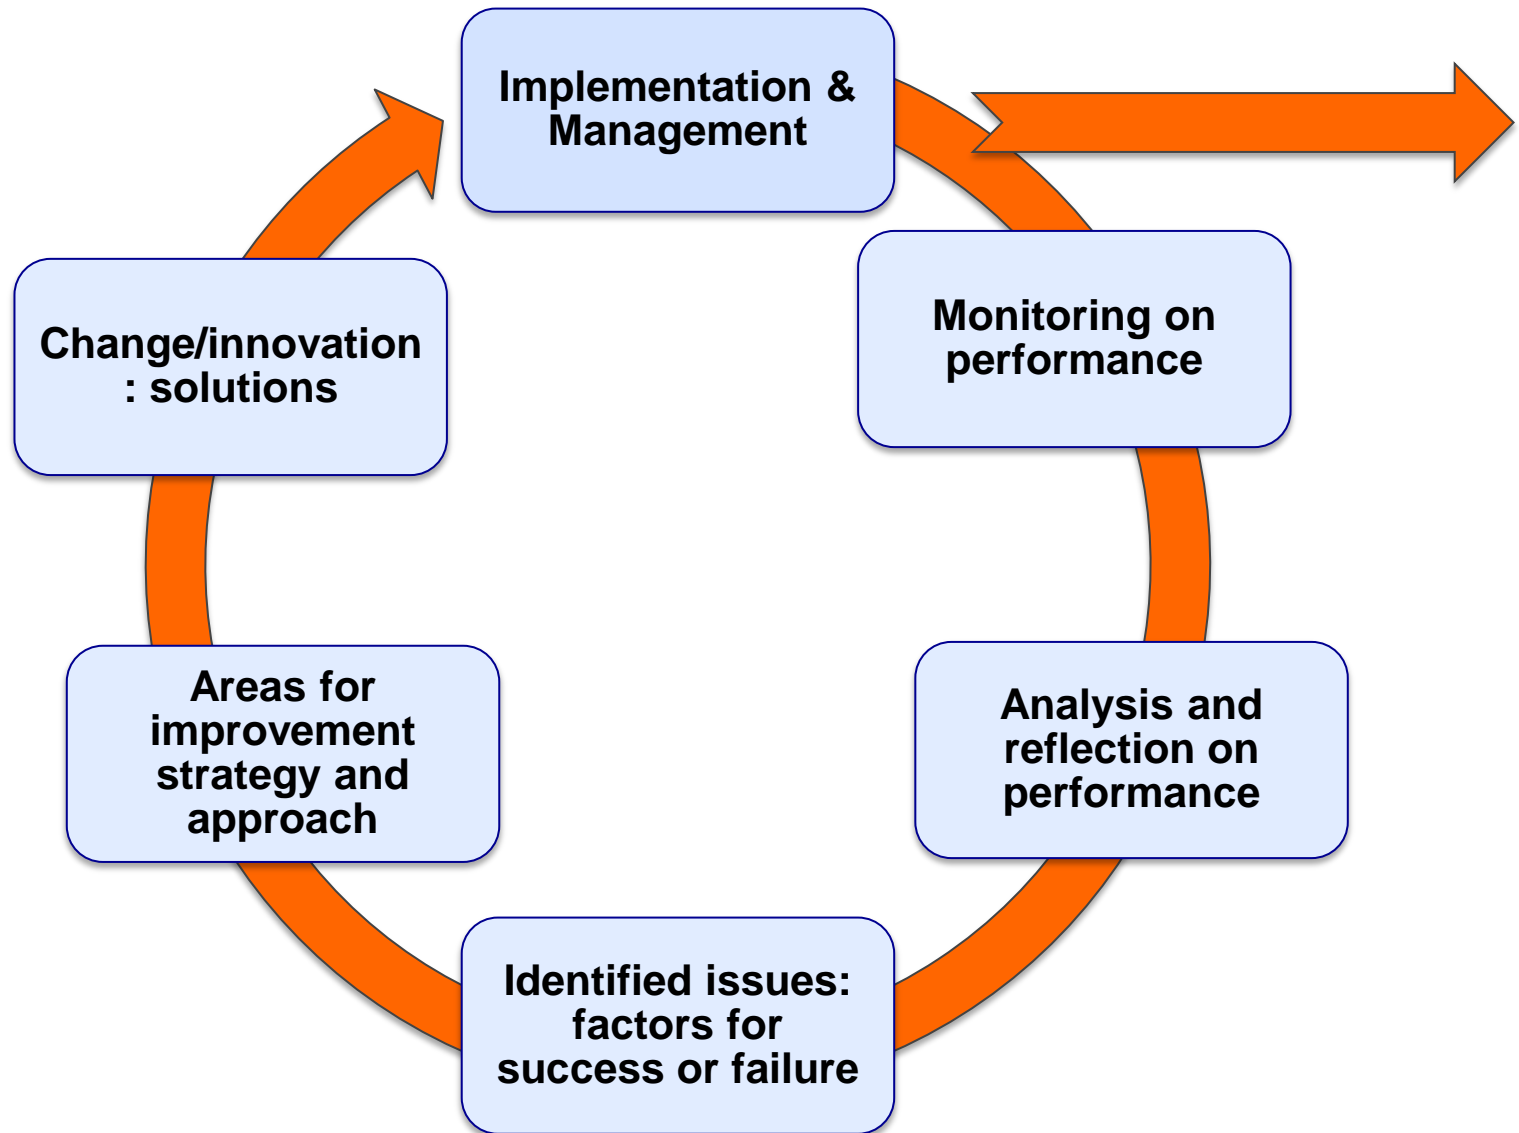 Implementation &
Management
Monitoring on
performance
Analysis and
reflection on
performance
Identified issues:
factors for
success or failure
Areas for
improvement
strategy and
approach
Change/innovation
: solutions